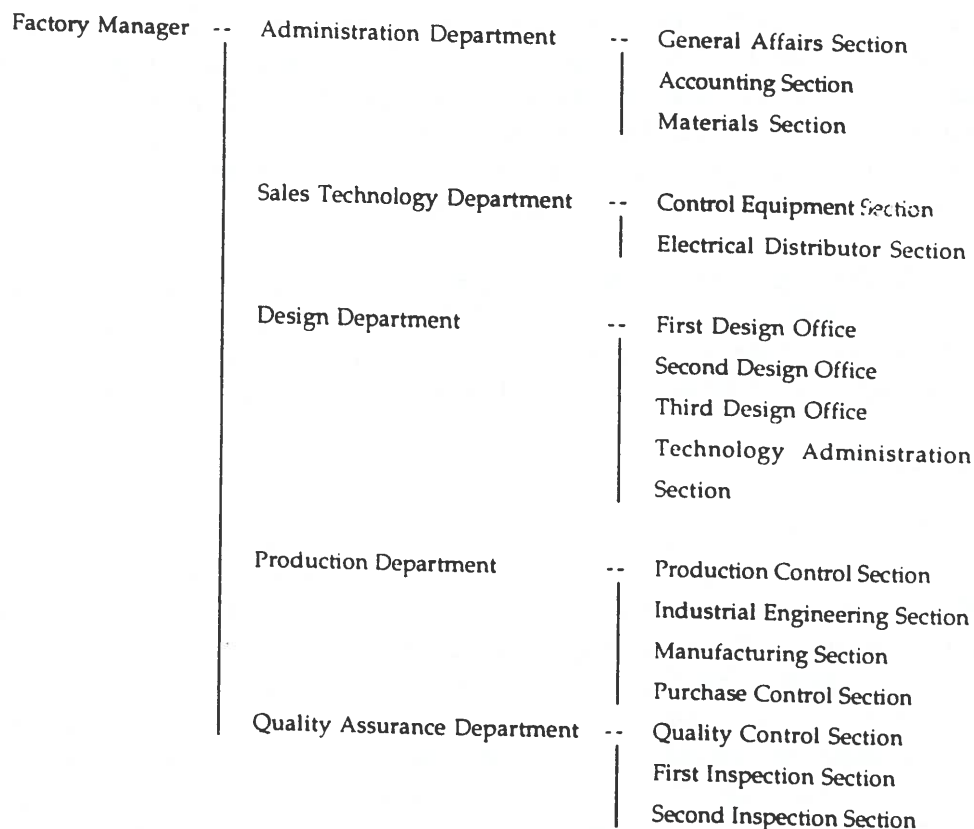 Factory Manager -- Administration Department -- General Affairs Section
Accounting Section
Materials Section
Sales Technology Department -- Control Equipment Section
Electrical Distributor Section
Design Department -- First Design Office
Second Design Office
Third Design Office
Technology Administration
Section
Production Department -- Production Control Section
Industrial Engineering Section
Manufacturing Section
Purchase Control Section
Quality Assurance Department -- Quality Control Section
First Inspection Section
Second Inspection Section